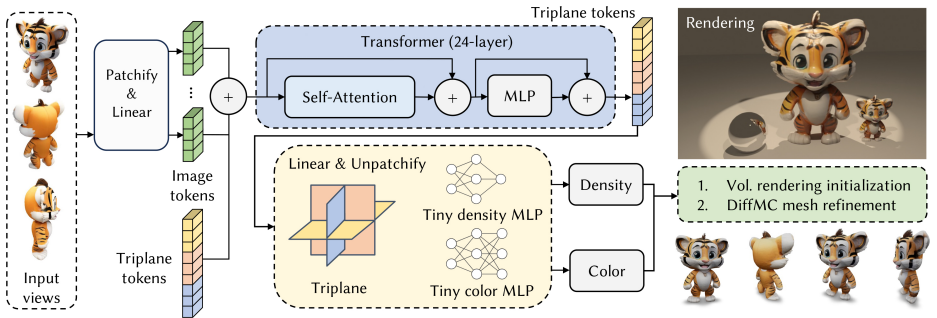 Input
views
Patchify
&
Linear
...
Image
tokens
Triplane
tokens
+
Transformer (24-layer)
Self-Attention
+
MLP
+
Triplane tokens
Linear & Unpatchify
Triplane
Tiny density MLP
Tiny color MLP
Density
Color
Rendering
1. Vol. rendering initialization
2. DiffMC mesh refinement